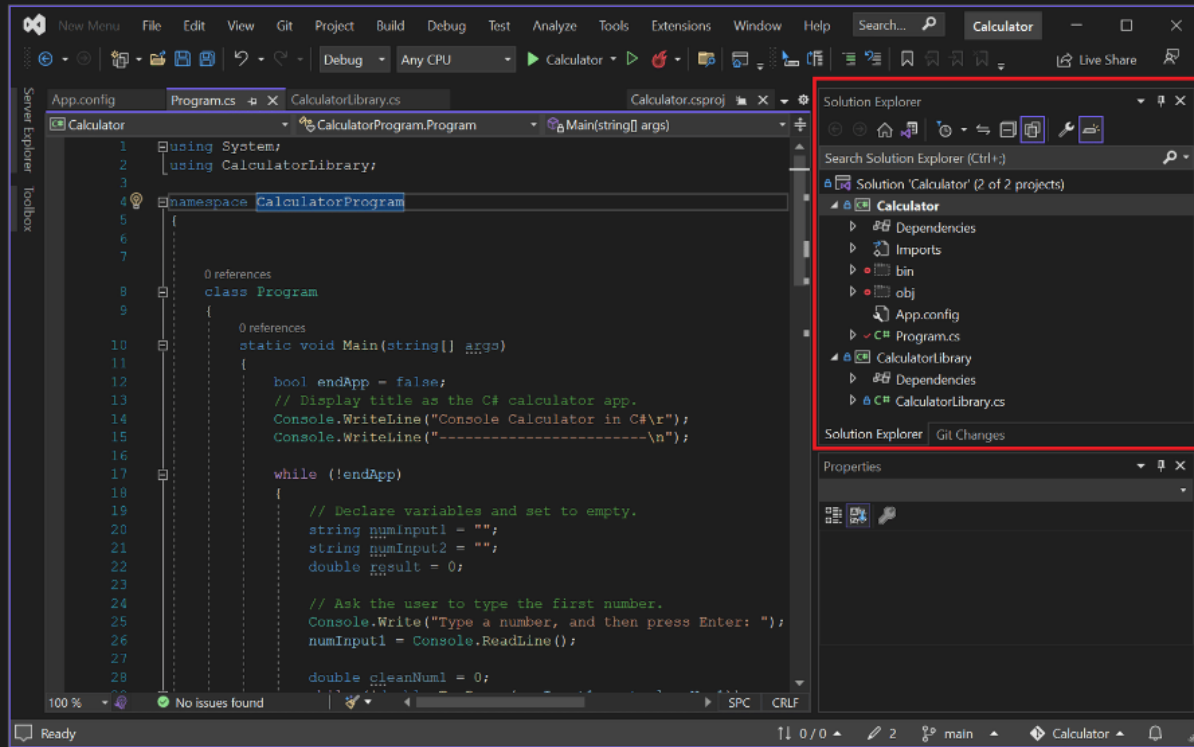 New Menu File Edit View Git Project Build Debug Test Analyze Tools Extensions Window Help Search... Calculator
Debug Any CPU Calculator Live Share
Server Explorer
Toolbox
App.config Program.cs CalculatorLibrary.cs Calculator.csproj
Calculator CalculatorProgram.Program Main(string[] args)
1 using System;
2 using CalculatorLibrary;
3
4 namespace CalculatorProgram
5 {
6
7
0 references
8 class Program
9 {
0 references
10 static void Main(string[] args)
11 {
12 bool endApp = false;
13 // Display title as the C# calculator app.
14 Console.WriteLine("Console Calculator in C#\r");
15 Console.WriteLine("------------------------\n");
16
17 while (!endApp)
18 {
19 // Declare variables and set to empty.
20 string numInput1 = "";
21 string numInput2 = "";
22 double result = 0;
23
24 // Ask the user to type the first number.
25 Console.Write("Type a number, and then press Enter: ");
26 numInput1 = Console.ReadLine();
27
28 double cleanNum1 = 0;
100 % No issues found SPC CRLF
Solution Explorer
Search Solution Explorer (Ctrl+;)
Solution 'Calculator' (2 of 2 projects)
Calculator
Dependencies
Imports
bin
obj
App.config
C# Program.cs
CalculatorLibrary
Dependencies
C# CalculatorLibrary.cs
Solution Explorer Git Changes
Properties
Ready 0 / 0 2 main Calculator